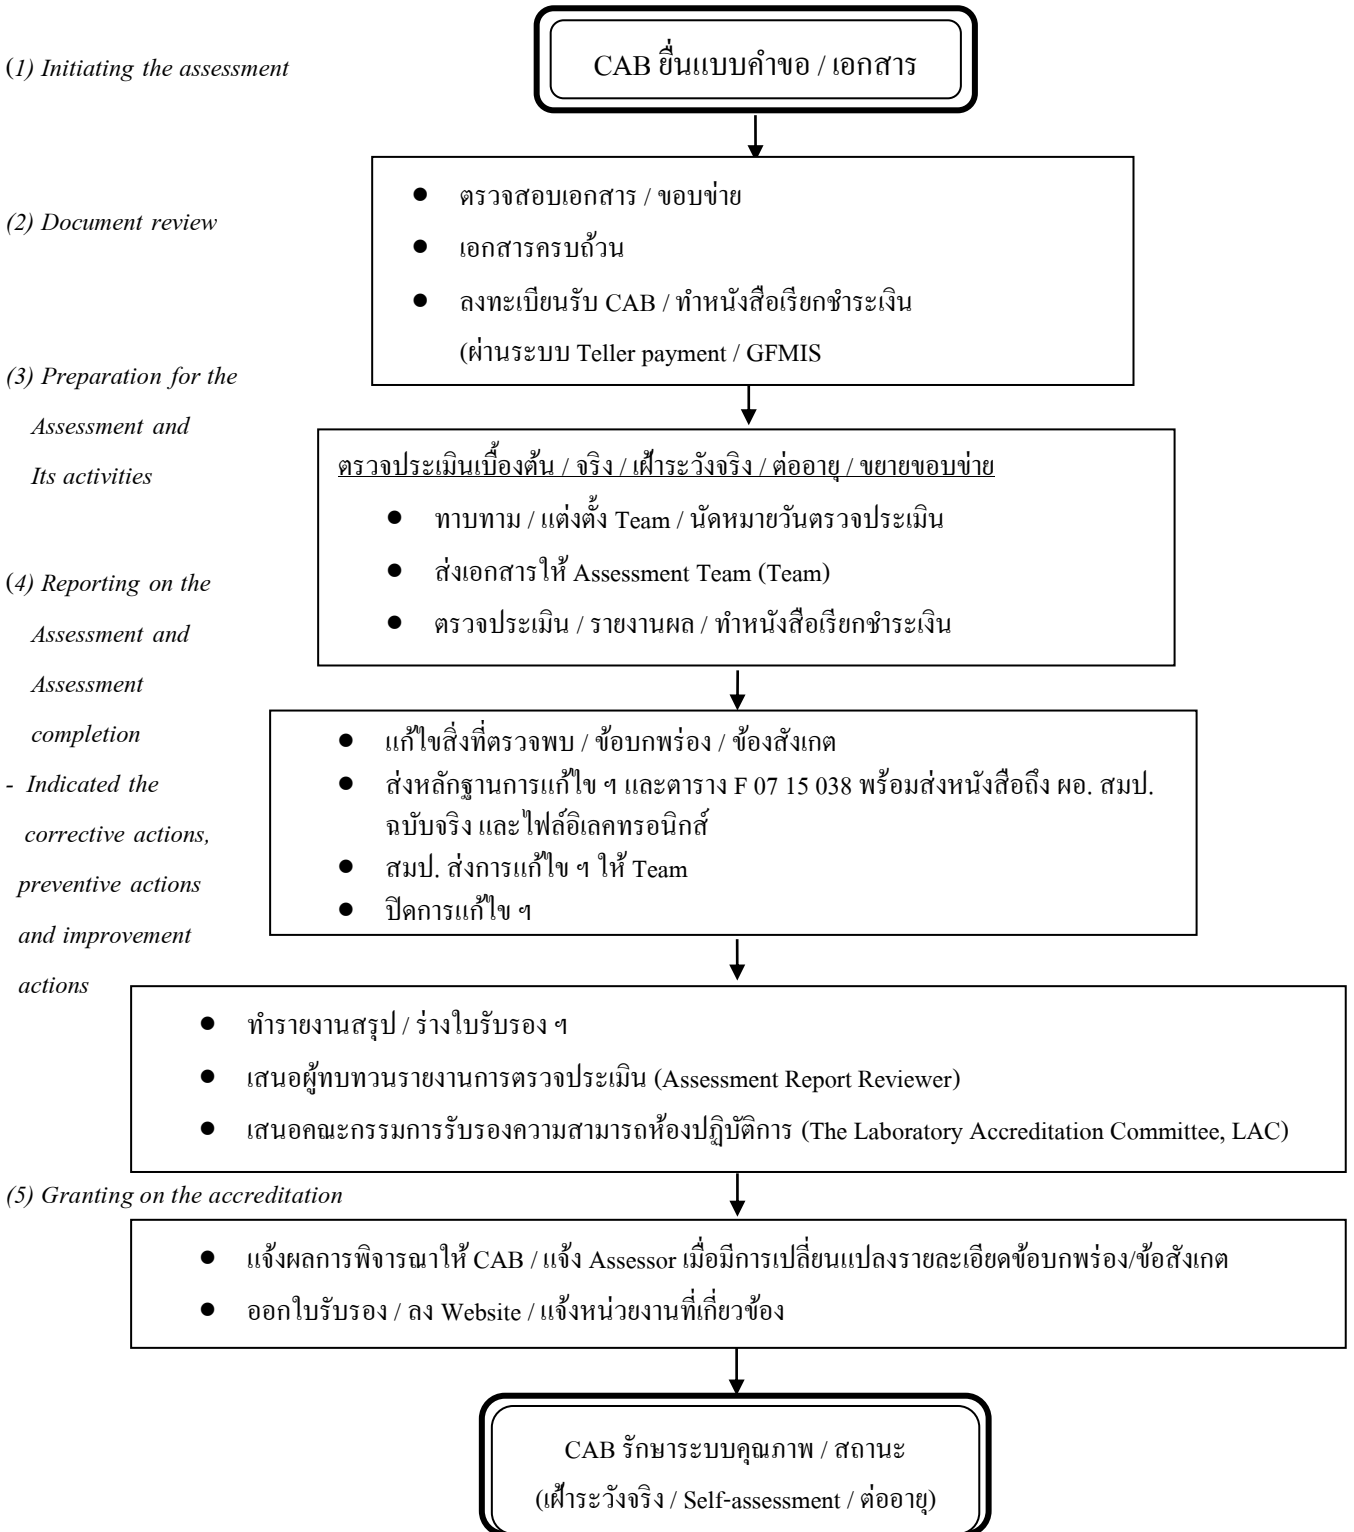 (1) Initiating the assessment
CAB ยื่นแบบคำขอ / เอกสาร
(2) Document review
● ตรวจสอบเอกสาร / ขอบข่าย
● เอกสารครบถ้วน
● ลงทะเบียนรับ CAB / ทำหนังสือเรียกชำระเงิน
(ผ่านระบบ Teller payment / GFMIS
(3) Preparation for the
Assessment and
Its activities
ตรวจประเมินเบื้องต้น / จริง / เฝ้าระวังจริง / ต่ออายุ / ขยายขอบข่าย
● ทาบทาม / แต่งตั้ง Team / นัดหมายวันตรวจประเมิน
● ส่งเอกสารให้ Assessment Team (Team)
● ตรวจประเมิน / รายงานผล / ทำหนังสือเรียกชำระเงิน
(4) Reporting on the
Assessment and
Assessment
completion
- Indicated the
corrective actions,
preventive actions
and improvement
actions
● แก้ไขสิ่งที่ตรวจพบ / ข้อบกพร่อง / ข้องสังเกต
● ส่งหลักฐานการแก้ไข ฯ และตาราง F 07 15 038 พร้อมส่งหนังสือถึง ผอ. สมป.
ฉบับจริง และไฟล์อิเลคทรอนิกส์
● สมป. ส่งการแก้ไข ฯ ให้ Team
● ปิดการแก้ไข ฯ
● ทำรายงานสรุป / ร่างใบรับรอง ฯ
● เสนอผู้ทบทวนรายงานการตรวจประเมิน (Assessment Report Reviewer)
● เสนอคณะกรรมการรับรองความสามารถห้องปฏิบัติการ (The Laboratory Accreditation Committee, LAC)
(5) Granting on the accreditation
● แจ้งผลการพิจารณาให้ CAB / แจ้ง Assessor เมื่อมีการเปลี่ยนแปลงรายละเอียดข้อบกพร่อง/ข้อสังเกต
● ออกใบรับรอง / ลง Website / แจ้งหน่วยงานที่เกี่ยวข้อง
CAB รักษาระบบคุณภาพ / สถานะ
(เฝ้าระวังจริง / Self-assessment / ต่ออายุ)